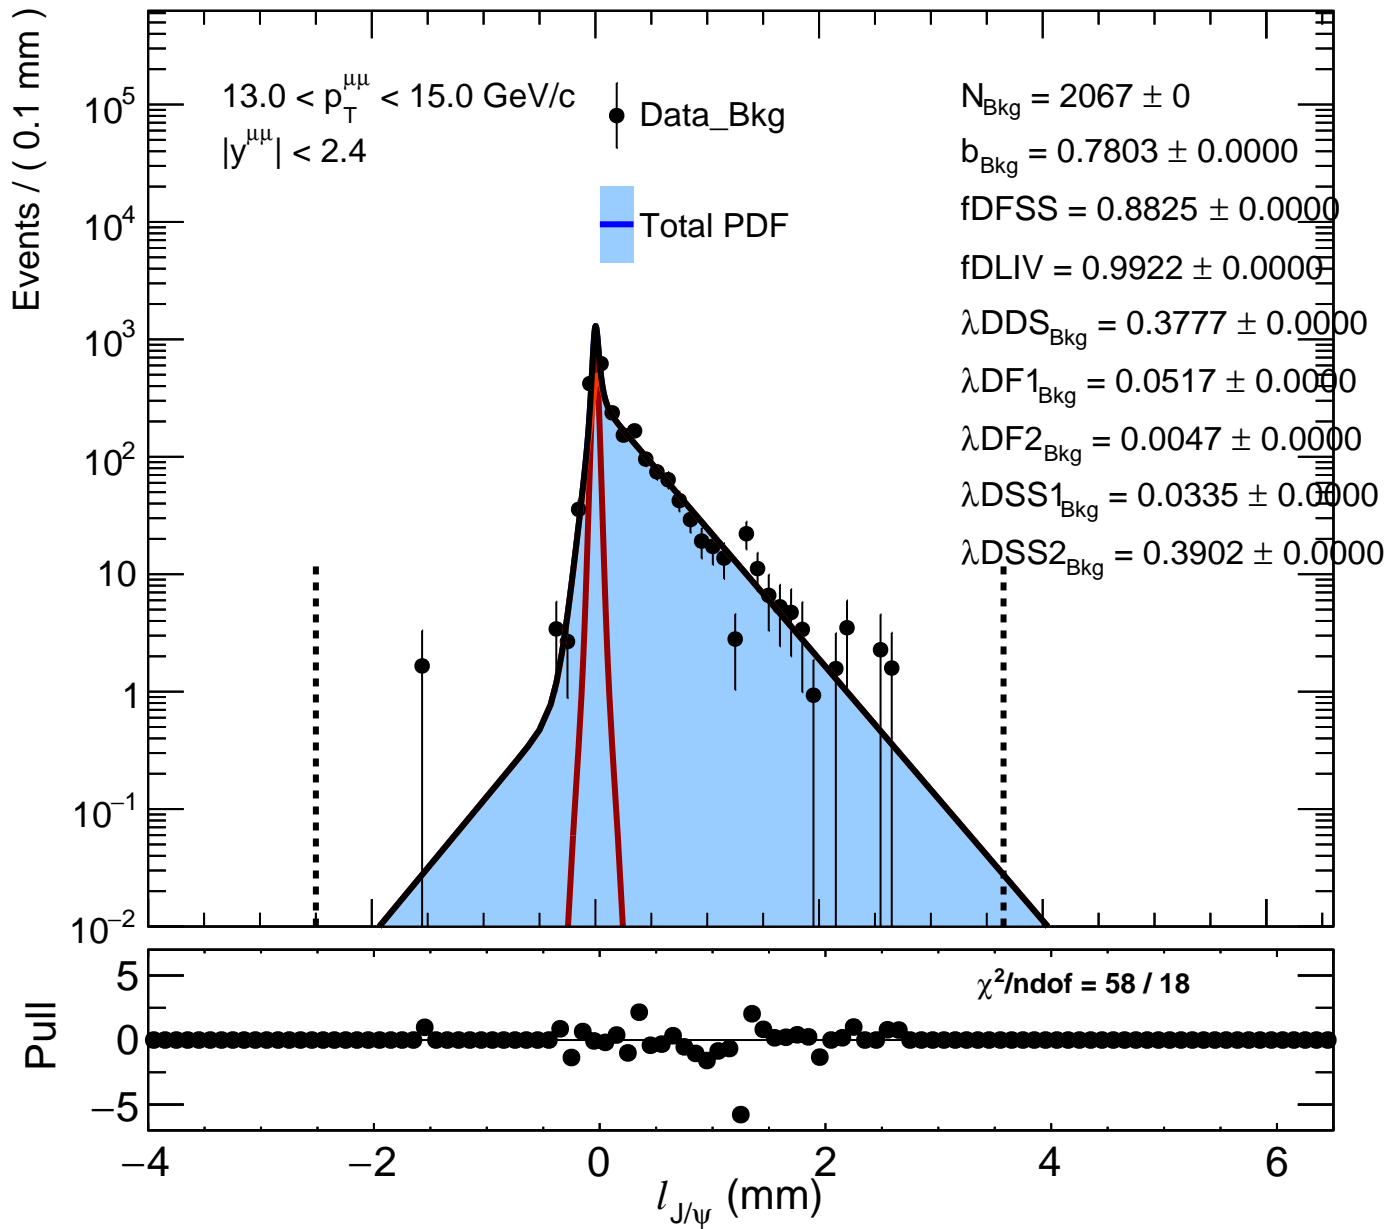 Events / ( 0.1 mm )
13.0 < p_T^μμ < 15.0 GeV/c
|y^μμ| < 2.4
Data_Bkg
Total PDF
N_Bkg = 2067 ± 0
b_Bkg = 0.7803 ± 0.0000
fDFSS = 0.8825 ± 0.0000
fDLIV = 0.9922 ± 0.0000
λDDS_Bkg = 0.3777 ± 0.0000
λDF1_Bkg = 0.0517 ± 0.0000
λDF2_Bkg = 0.0047 ± 0.0000
λDSS1_Bkg = 0.0335 ± 0.0000
λDSS2_Bkg = 0.3902 ± 0.0000
10^5
10^4
10^3
10^2
10
1
10^−1
10^−2
Pull
χ²/ndof = 58 / 18
5
0
−5
−4 −2 0 2 4 6
l_J/ψ (mm)